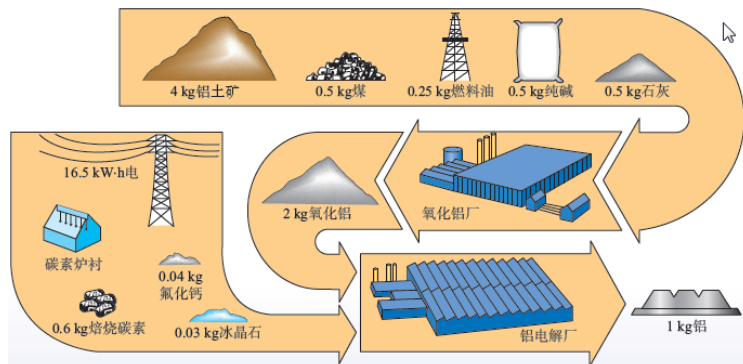 4 kg铝土矿
0.5 kg煤
0.25 kg燃料油
0.5 kg纯碱
0.5 kg石灰
16.5 kW·h电
2 kg氧化铝
氧化铝厂
碳素炉衬
0.04 kg
氟化钙
0.6 kg焙烧碳素
0.03 kg冰晶石
铝电解厂
1 kg铝